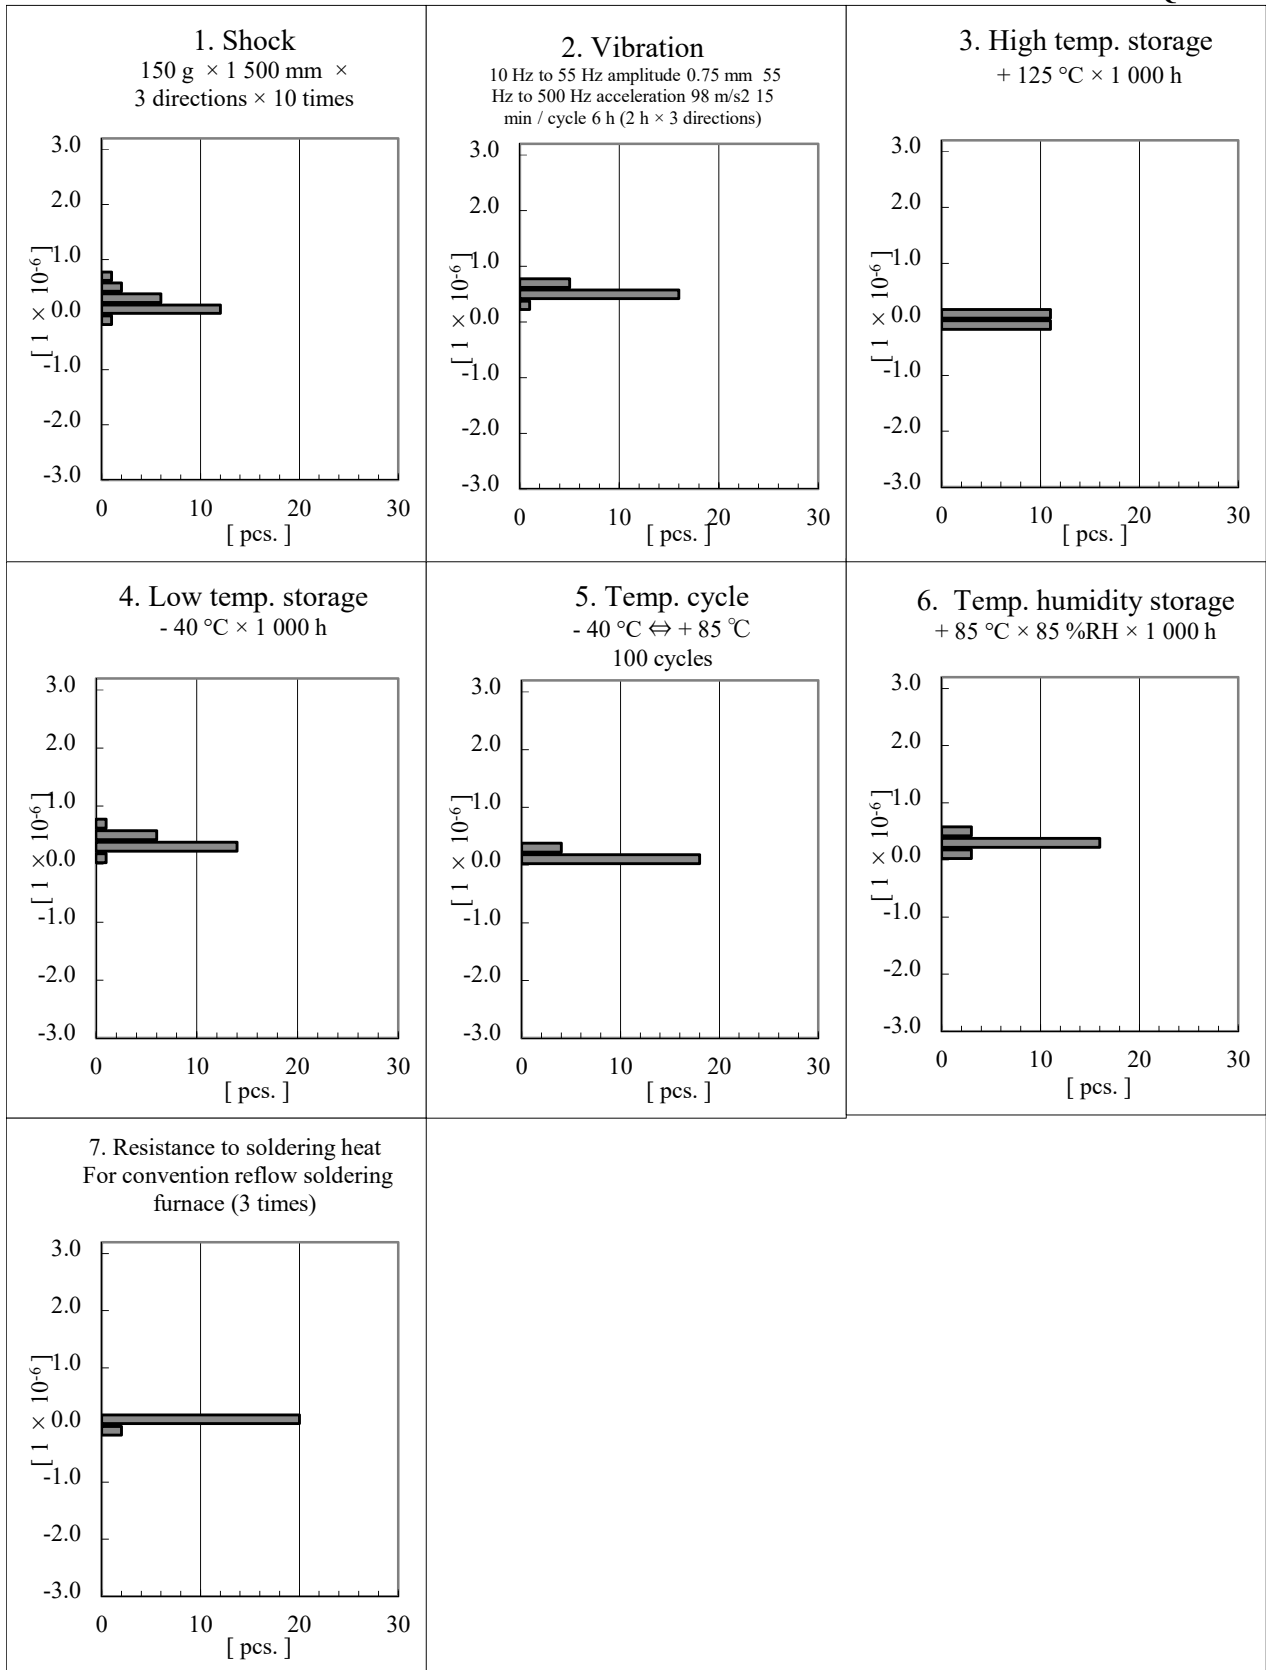 1. Shock
150 g × 1 500 mm ×
3 directions × 10 times
3.0
2.0
1.0
0.0
-1.0
-2.0
-3.0
[ 1 × 10-6 ]
0 10 20 30
[ pcs. ]
2. Vibration
10 Hz to 55 Hz amplitude 0.75 mm 55
Hz to 500 Hz acceleration 98 m/s2 15
min / cycle 6 h (2 h × 3 directions)
3.0
2.0
1.0
0.0
-1.0
-2.0
-3.0
[ 1 × 10-6 ]
0 10 20 30
[ pcs. ]
3. High temp. storage
+ 125 °C × 1 000 h
3.0
2.0
1.0
0.0
-1.0
-2.0
-3.0
[ 1 × 10-6 ]
0 10 20 30
[ pcs. ]
4. Low temp. storage
- 40 °C × 1 000 h
3.0
2.0
1.0
0.0
-1.0
-2.0
-3.0
[ 1 × 10-6 ]
0 10 20 30
[ pcs. ]
5. Temp. cycle
- 40 °C ⇔ + 85 ℃
100 cycles
3.0
2.0
1.0
0.0
-1.0
-2.0
-3.0
[ 1 × 10-6 ]
0 10 20 30
[ pcs. ]
6. Temp. humidity storage
+ 85 °C × 85 %RH × 1 000 h
3.0
2.0
1.0
0.0
-1.0
-2.0
-3.0
[ 1 × 10-6 ]
0 10 20 30
[ pcs. ]
7. Resistance to soldering heat
For convention reflow soldering
furnace (3 times)
3.0
2.0
1.0
0.0
-1.0
-2.0
-3.0
[ 1 × 10-6 ]
0 10 20 30
[ pcs. ]